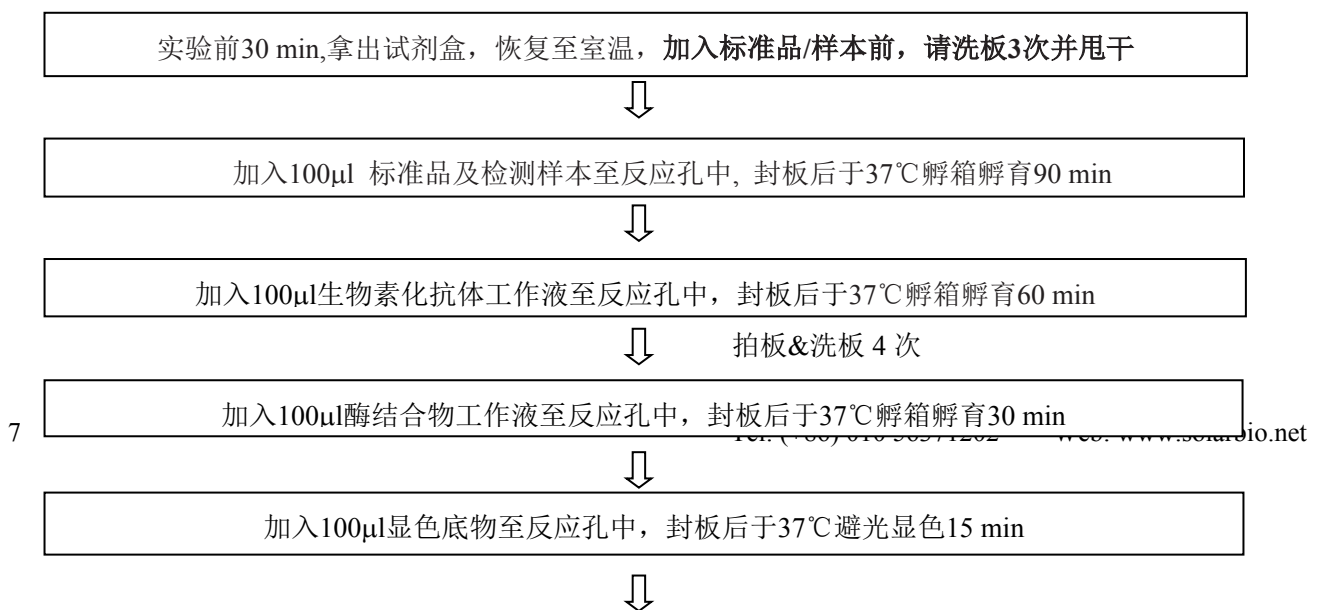 实验前30 min,拿出试剂盒，恢复至室温，加入标准品/样本前，请洗板3次并甩干
加入100μl 标准品及检测样本至反应孔中, 封板后于37℃孵箱孵育90 min
加入100μl生物素化抗体工作液至反应孔中，封板后于37℃孵箱孵育60 min
拍板&洗板 4 次
加入100μl酶结合物工作液至反应孔中，封板后于37℃孵箱孵育30 min
7 Tel: (+86) 010-50971202 Web: www.solarbio.net
加入100μl显色底物至反应孔中，封板后于37℃避光显色15 min